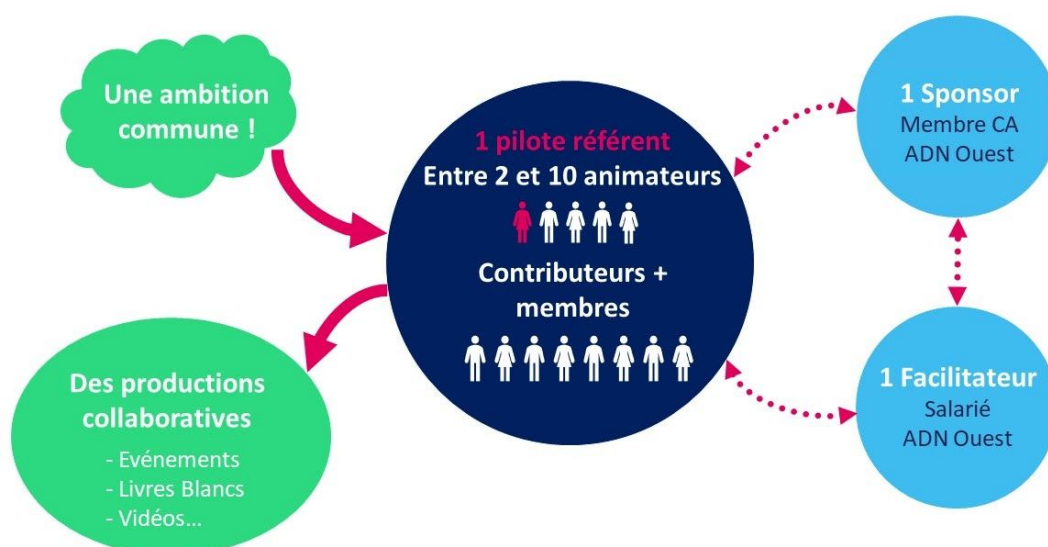 Une ambition
commune !
1 pilote référent
Entre 2 et 10 animateurs
Contributeurs +
membres
Des productions
collaboratives
- Evénements
- Livres Blancs
- Vidéos...
1 Sponsor
Membre CA
ADN Ouest
1 Facilitateur
Salarié
ADN Ouest